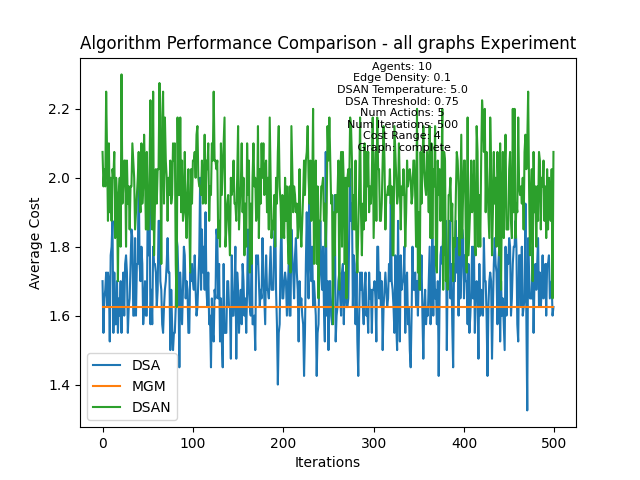 Algorithm Performance Comparison - all graphs Experiment
Agents: 10
Edge Density: 0.1
DSAN Temperature: 5.0
DSA Threshold: 0.75
Num Actions: 5
Num Iterations: 500
Cost Range: 4
Graph: complete
Average Cost
2.2
2.0
1.8
1.6
1.4
DSA
MGM
DSAN
0 100 200 300 400 500
Iterations